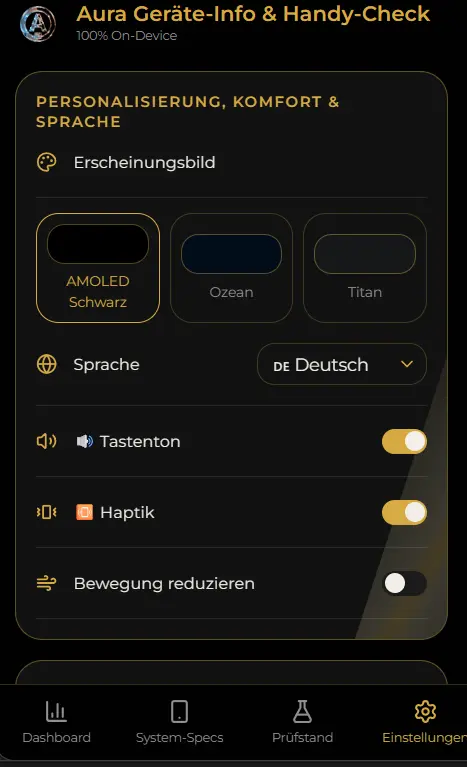 Aura Geräte-Info & Handy-Check
100% On-Device
PERSONALISIERUNG, KOMFORT &
SPRACHE
Erscheinungsbild
AMOLED
Schwarz
Ozean
Titan
Sprache
DE Deutsch
Tastenton
Haptik
Bewegung reduzieren
Dashboard
System-Specs
Prüfstand
Einstellungen